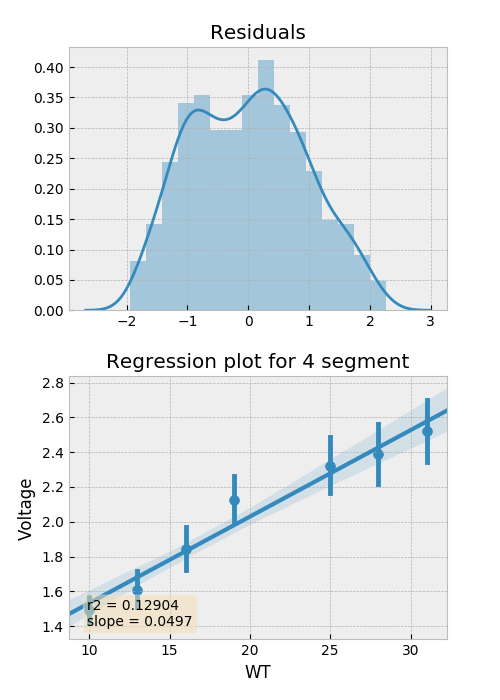 Residuals
0.40
0.35
0.30
0.25
0.20
0.15
0.10
0.05
0.00
−2 −1 0 1 2 3
Regression plot for 4 segment
2.8
2.6
2.4
2.2
2.0
1.8
1.6
1.4
Voltage
r2 = 0.12904
slope = 0.0497
10 15 20 25 30
WT